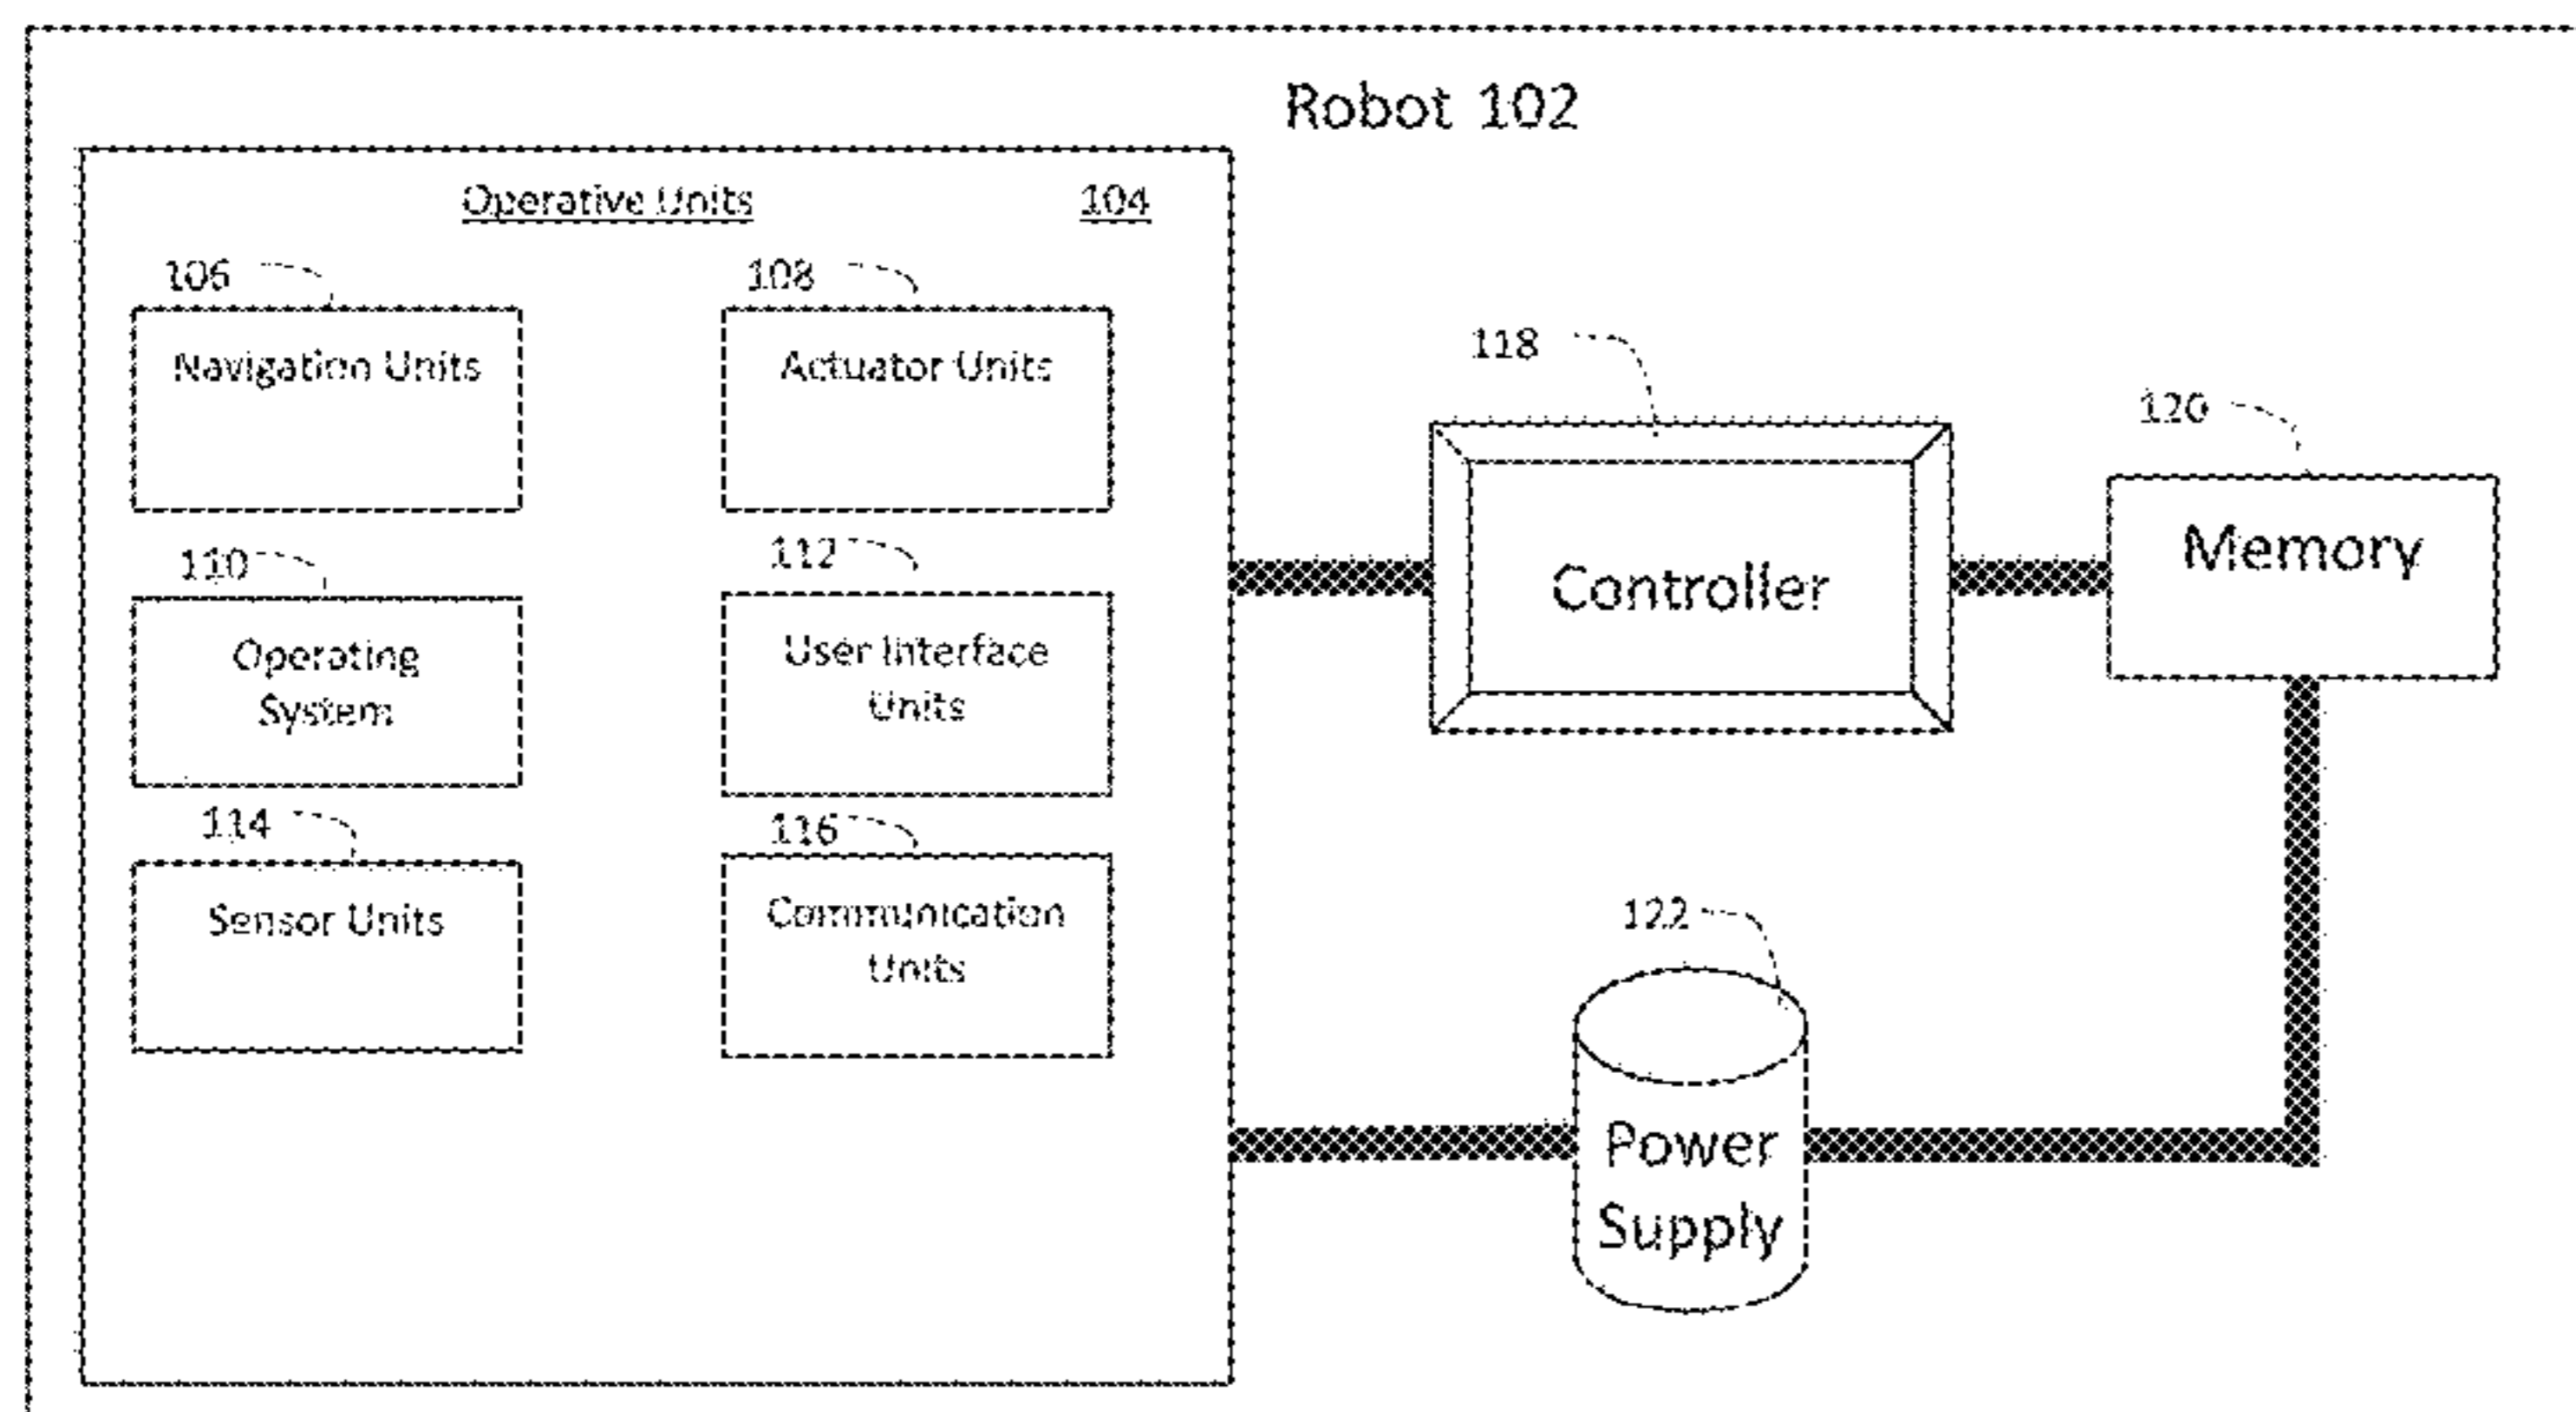 Robot 102
Operative Units 104
106
Navigation Units
108
Actuator Units
110
Operating
System
112
User Interface
Units
114
Sensor Units
116
Communication
Units
118
Controller
120
Memory
122
Power
Supply